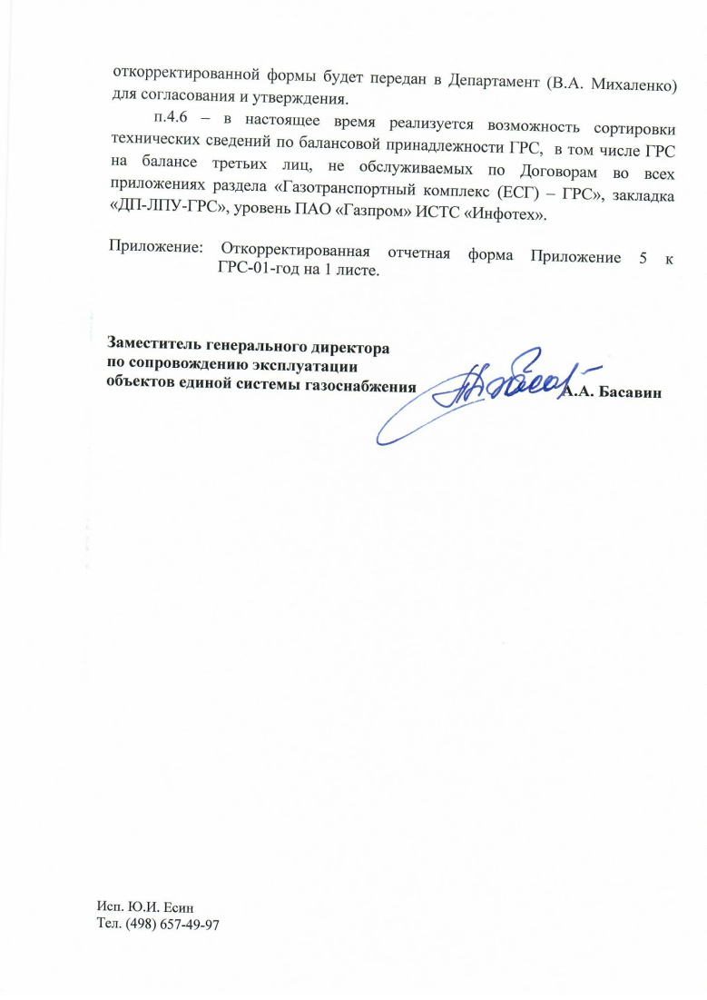 откорректированной формы будет передан в Департамент (В.А. Михаленко)
для согласования и утверждения.
п.4.6 – в настоящее время реализуется возможность сортировки
технических сведений по балансовой принадлежности ГРС, в том числе ГРС
на балансе третьих лиц, не обслуживаемых по Договорам во всех
приложениях раздела «Газотранспортный комплекс (ЕСГ) – ГРС», закладка
«ДП-ЛПУ-ГРС», уровень ПАО «Газпром» ИСТС «Инфотех».
Приложение: Откорректированная отчетная форма Приложение 5 к
ГРС-01-год на 1 листе.
Заместитель генерального директора
по сопровождению эксплуатации
объектов единой системы газоснабжения
А.А. Басавин
Исп. Ю.И. Есин
Тел. (498) 657-49-97